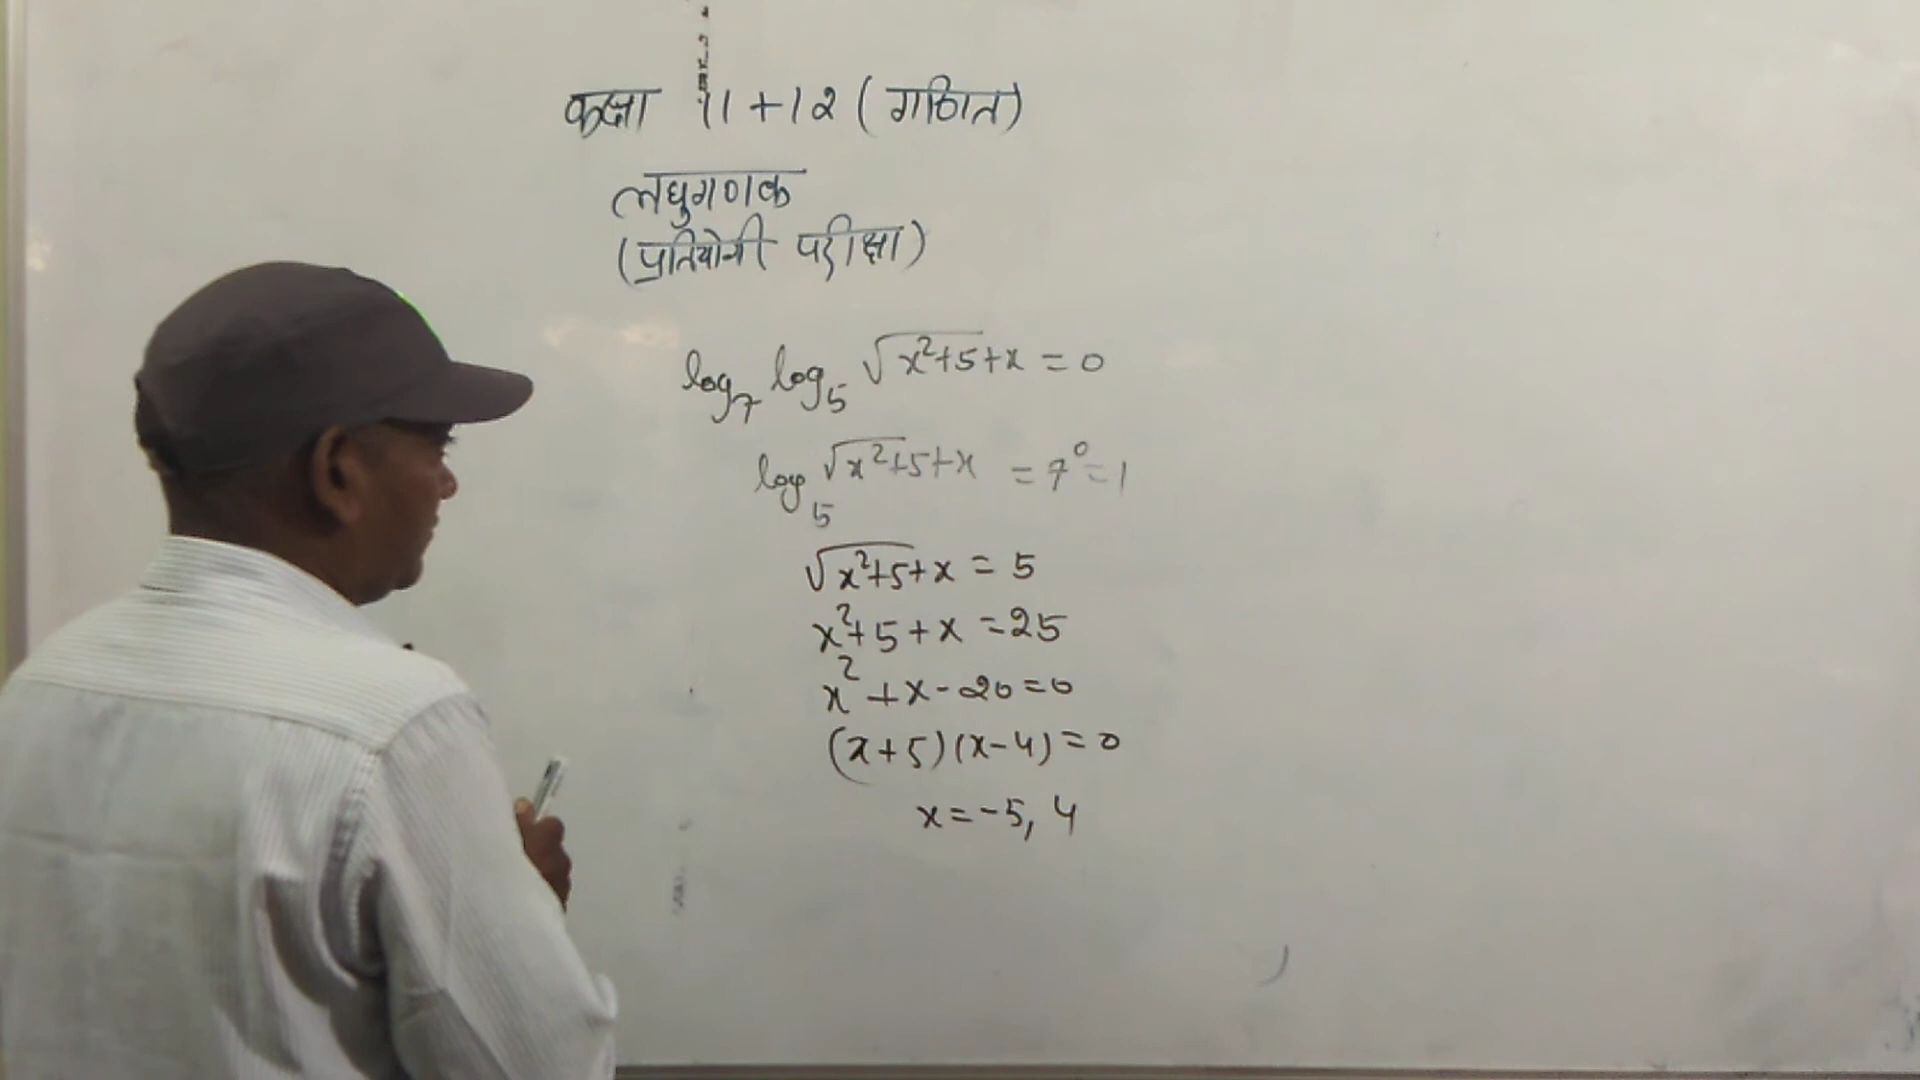 कक्षा 11+12 (गणित)
लघुगणक
(प्रतियोगी परीक्षा)
log₇ log₅ √x²+5+x = 0
log₅ √x²+5+x = 7⁰=1
√x²+5+x = 5
x²+5+x =25
x²+x-20=0
(x+5)(x-4)=0
x=-5, 4